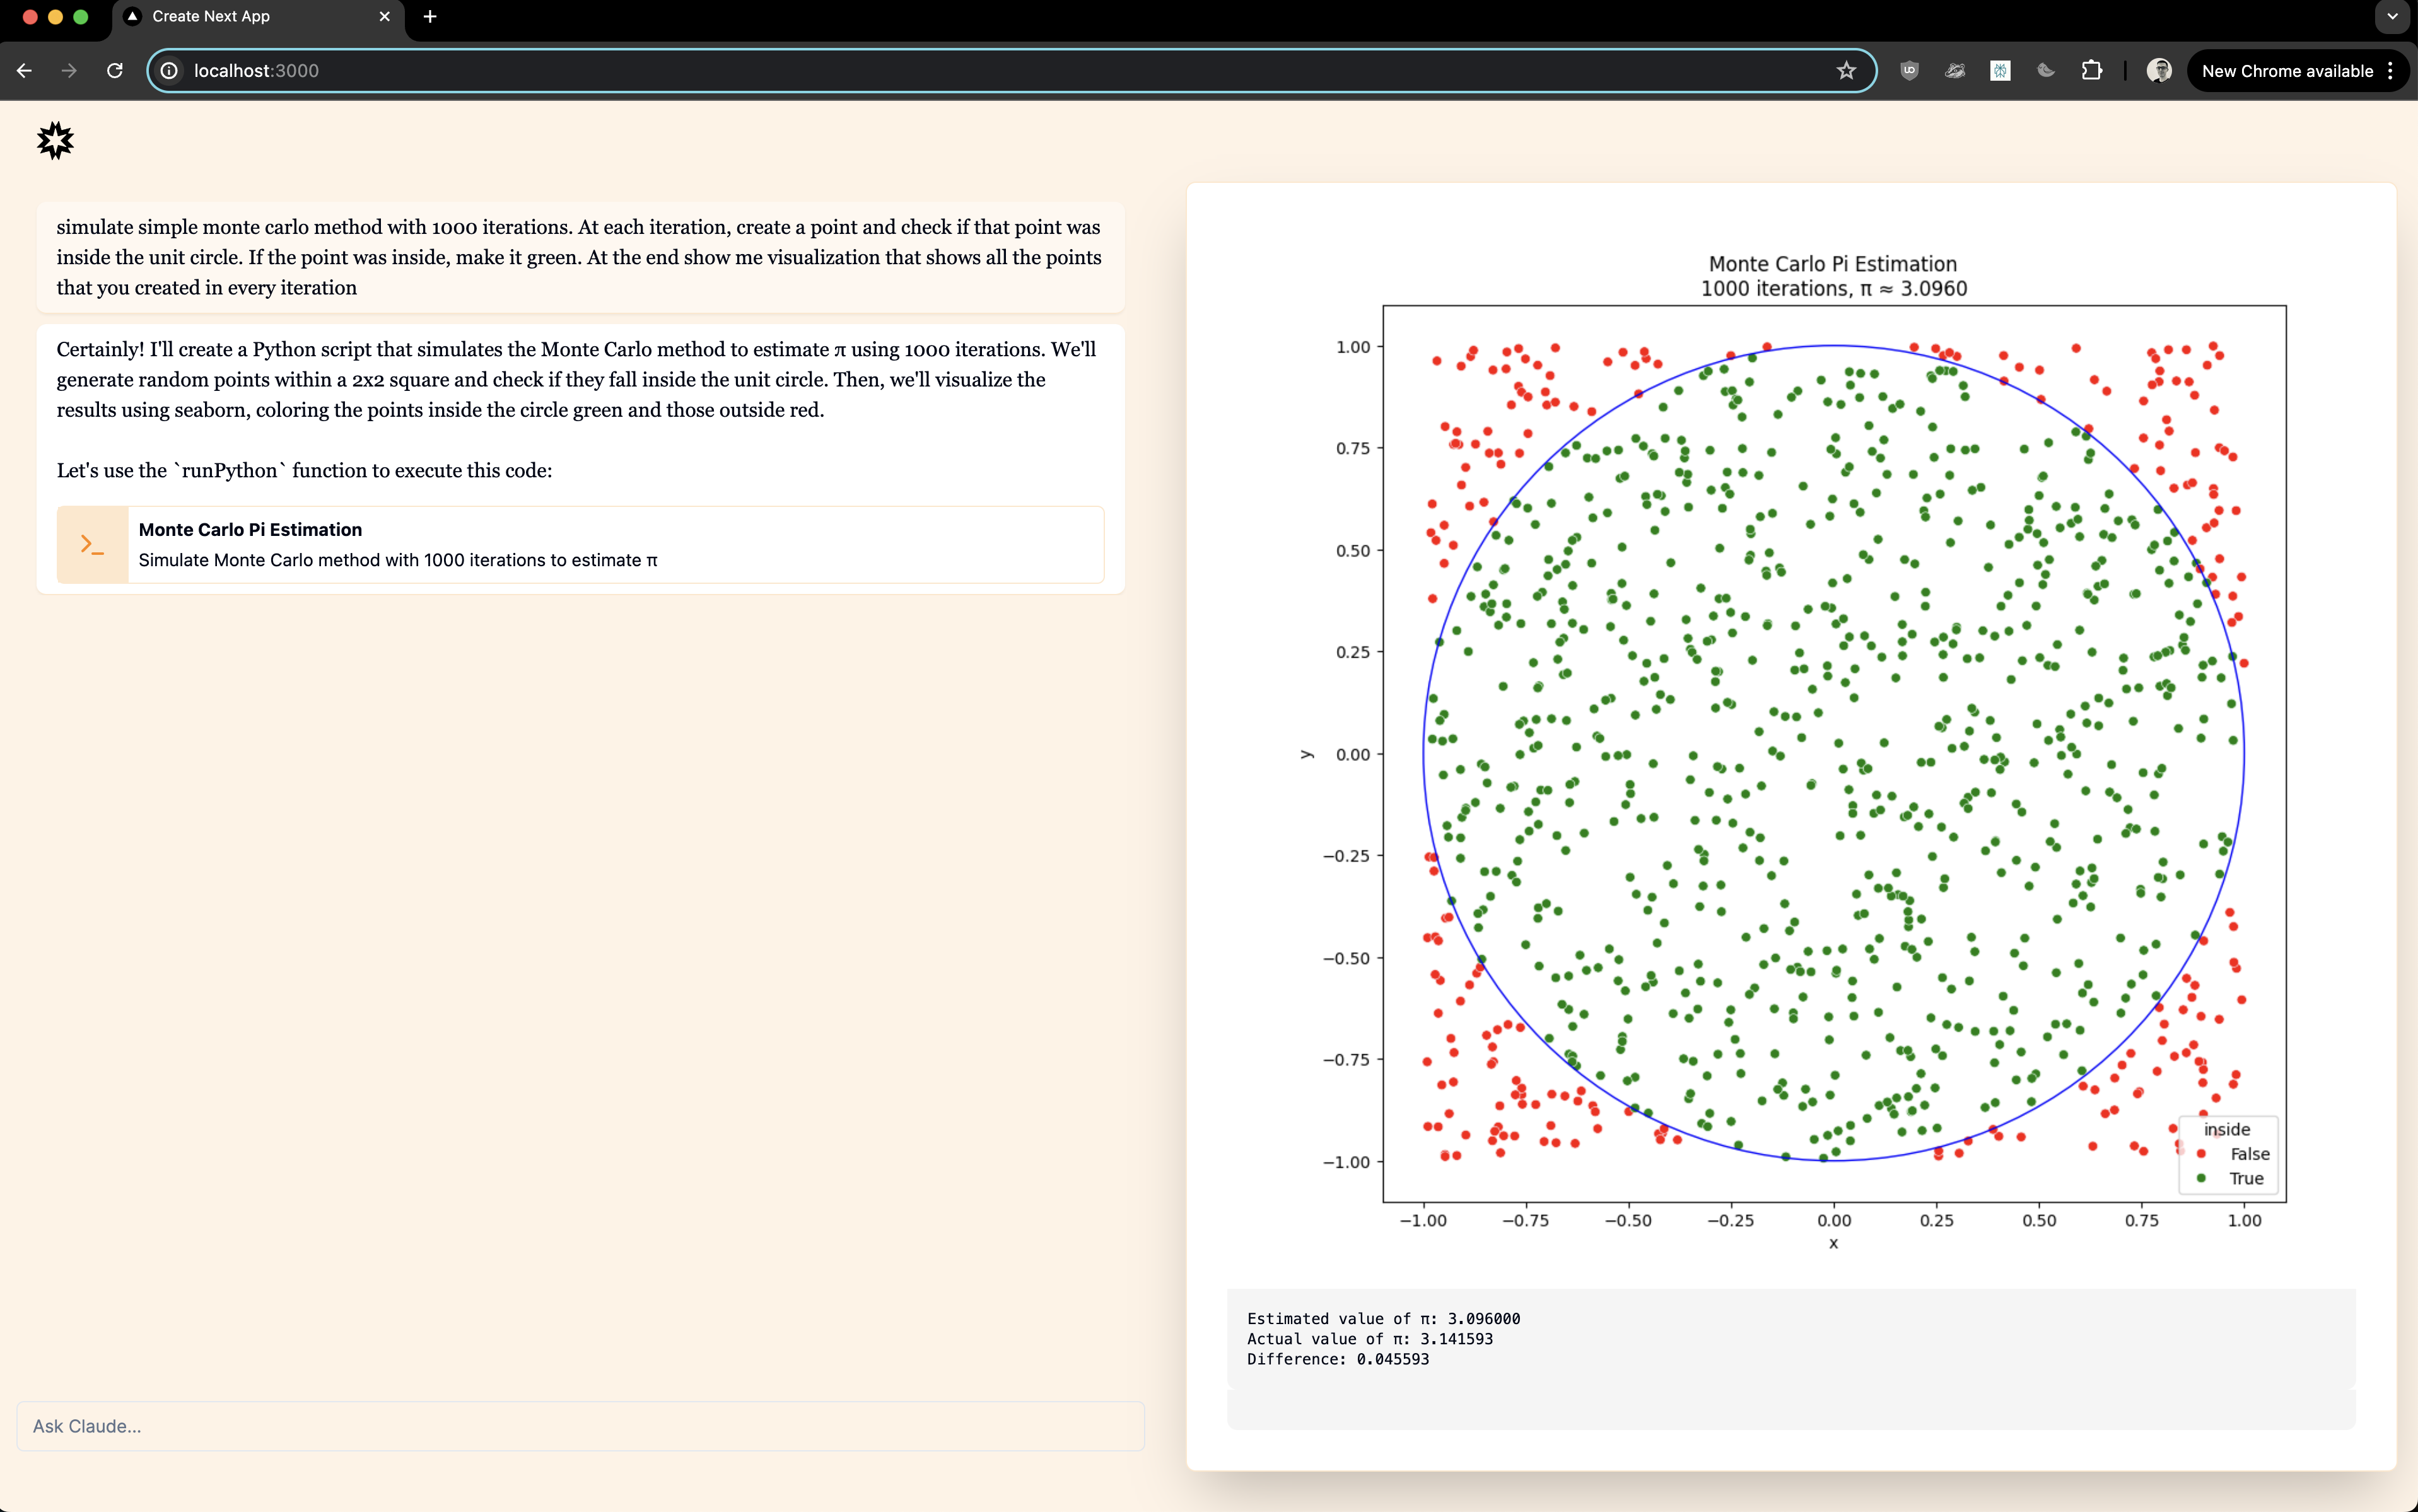 Create Next App
localhost:3000
New Chrome available
simulate simple monte carlo method with 1000 iterations. At each iteration, create a point and check if that point was
inside the unit circle. If the point was inside, make it green. At the end show me visualization that shows all the points
that you created in every iteration
Certainly! I'll create a Python script that simulates the Monte Carlo method to estimate π using 1000 iterations. We'll
generate random points within a 2x2 square and check if they fall inside the unit circle. Then, we'll visualize the
results using seaborn, coloring the points inside the circle green and those outside red.
Let's use the `runPython` function to execute this code:
>_
Monte Carlo Pi Estimation
Simulate Monte Carlo method with 1000 iterations to estimate π
Ask Claude...
Monte Carlo Pi Estimation
1000 iterations, π ≈ 3.0960
1.00
0.75
0.50
0.25
y
0.00
−0.25
−0.50
−0.75
−1.00
inside
False
True
−1.00 −0.75 −0.50 −0.25 0.00 0.25 0.50 0.75 1.00
x
Estimated value of π: 3.096000
Actual value of π: 3.141593
Difference: 0.045593